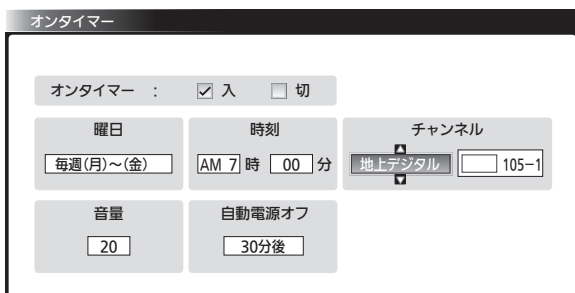 オンタイマー
オンタイマー : 入 切
曜日 時刻 チャンネル
毎週(月)～(金) AM 7 時 00 分 地上デジタル 105−1
音量 自動電源オフ
20 30分後